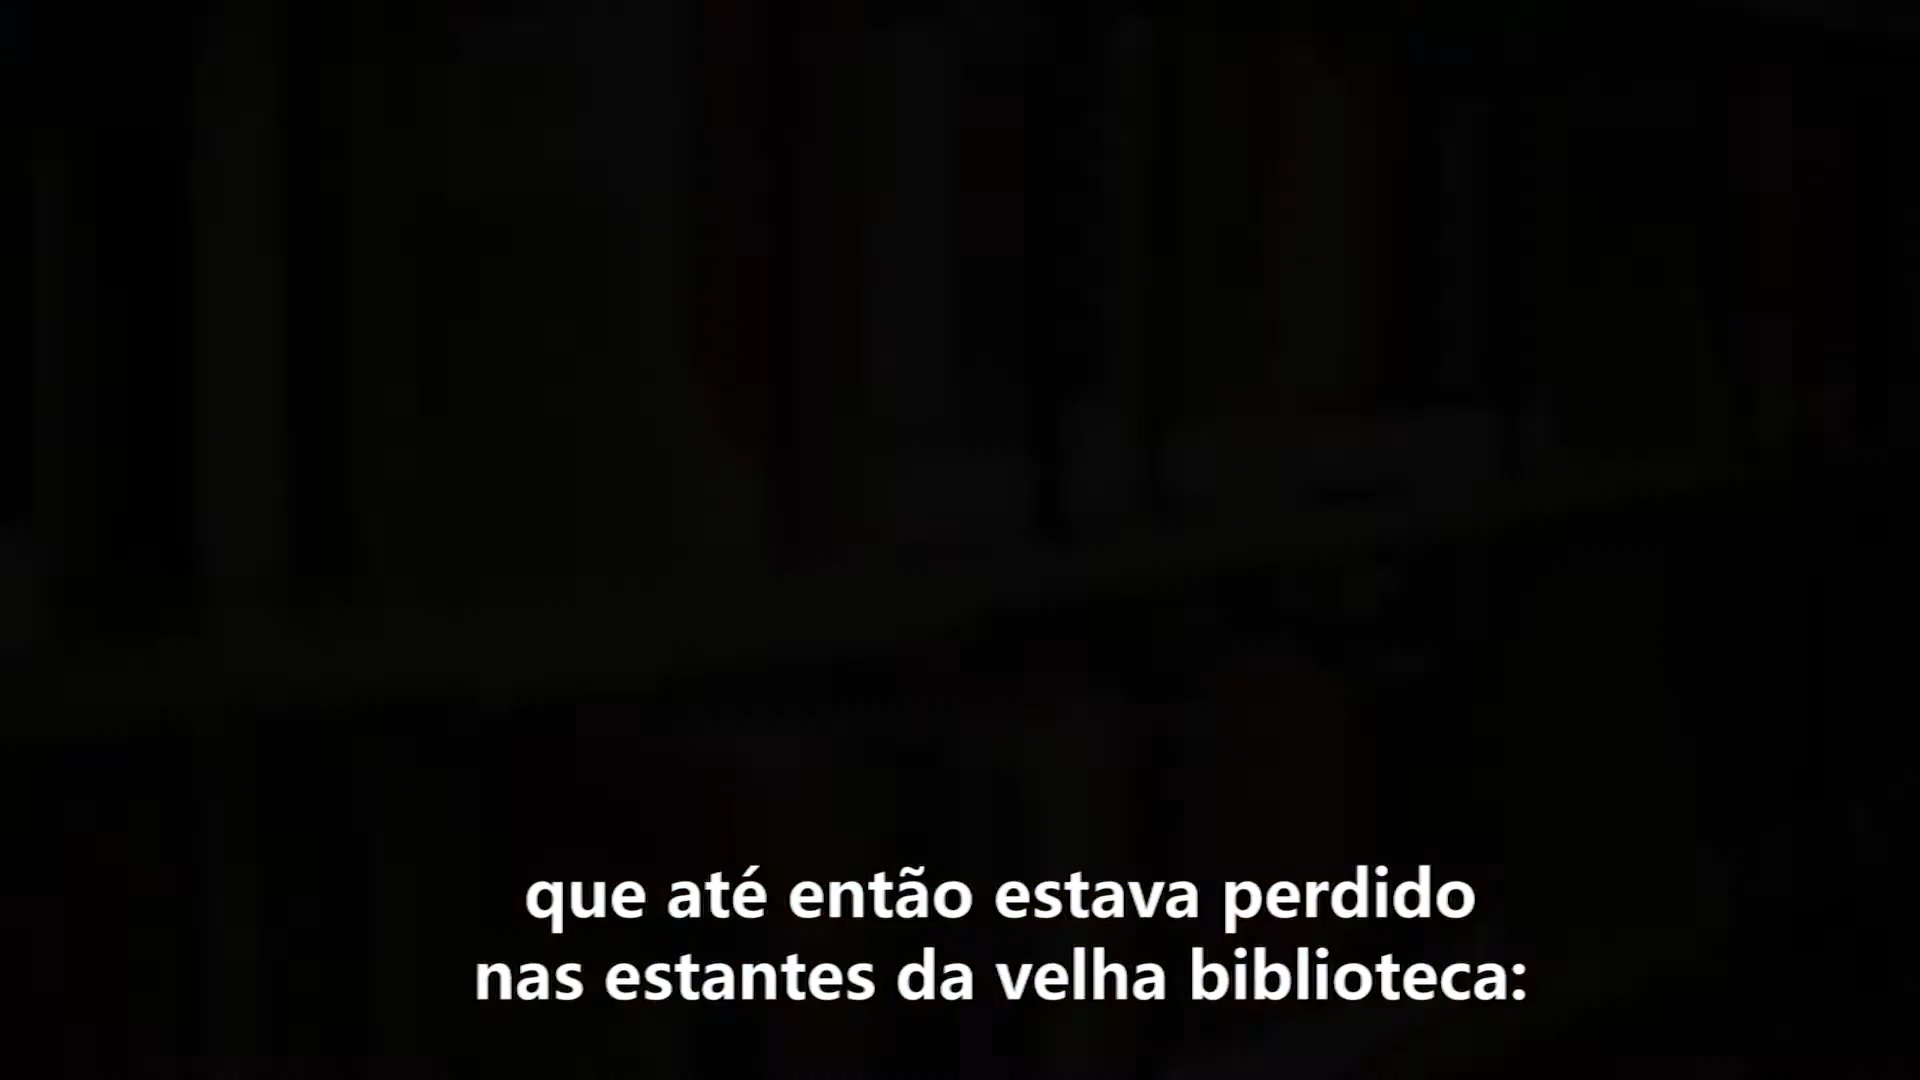 que até então estava perdido
nas estantes da velha biblioteca: